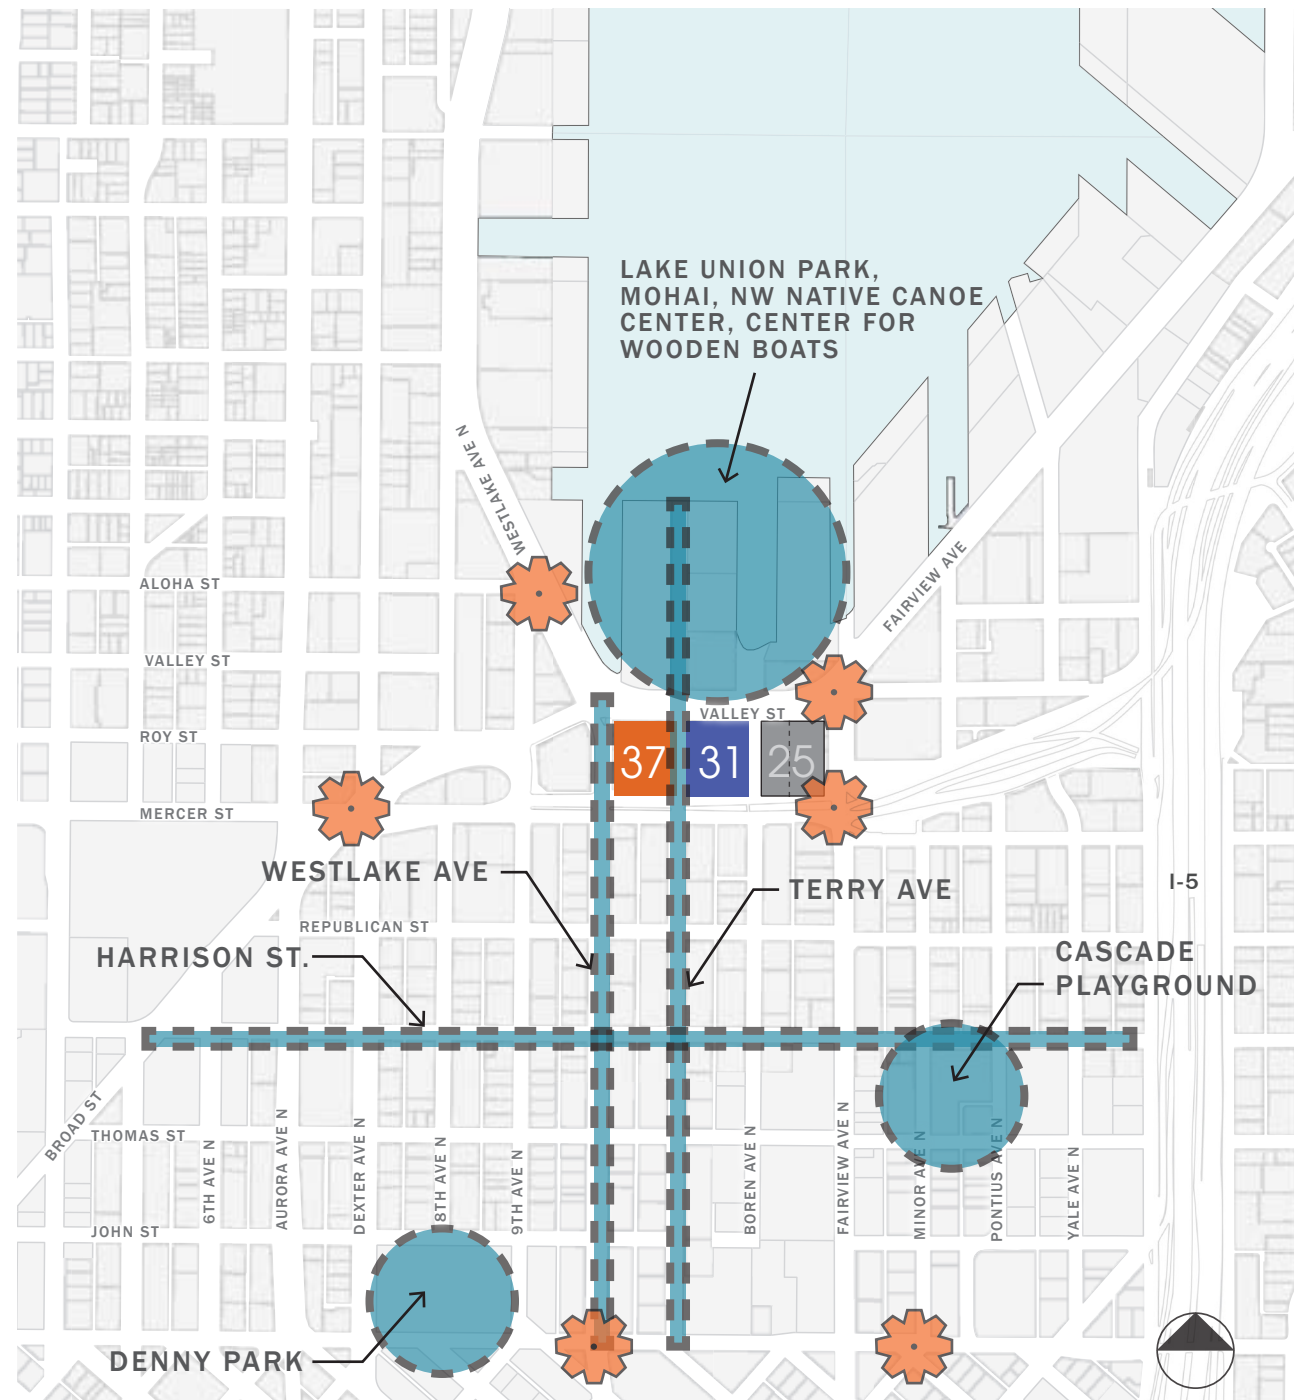 LAKE UNION PARK,
MOHAI, NW NATIVE CANOE
CENTER, CENTER FOR
WOODEN BOATS
WESTLAKE AVE N
FAIRVIEW AVE
ALOHA ST
VALLEY ST
VALLEY ST
ROY ST
37
31
25
MERCER ST
WESTLAKE AVE
TERRY AVE
I-5
REPUBLICAN ST
HARRISON ST.
CASCADE
PLAYGROUND
BROAD ST
THOMAS ST
6TH AVE N
AURORA AVE N
DEXTER AVE N
8TH AVE N
9TH AVE N
BOREN AVE N
FAIRVIEW AVE N
MINOR AVE N
PONTIUS AVE N
YALE AVE N
JOHN ST
DENNY PARK